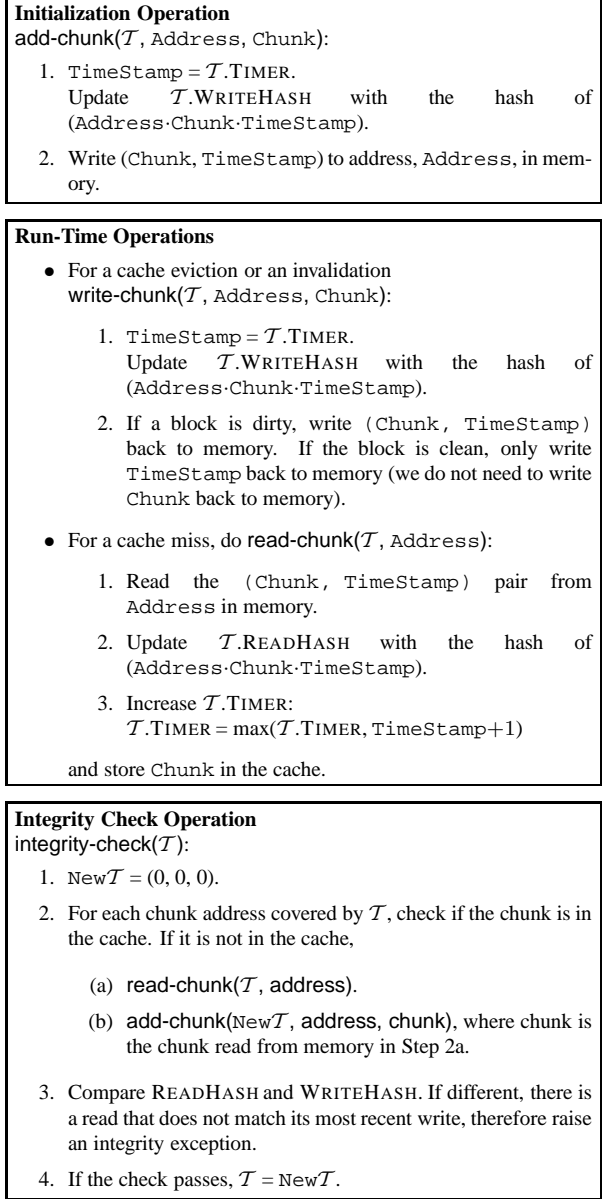 Initialization Operation
add-chunk(𝒯, Address, Chunk):
1. TimeStamp = 𝒯.TIMER.
Update 𝒯.WRITEHASH with the hash of
(Address·Chunk·TimeStamp).
2. Write (Chunk, TimeStamp) to address, Address, in mem-
ory.
Run-Time Operations
• For a cache eviction or an invalidation
write-chunk(𝒯, Address, Chunk):
1. TimeStamp = 𝒯.TIMER.
Update 𝒯.WRITEHASH with the hash of
(Address·Chunk·TimeStamp).
2. If a block is dirty, write (Chunk, TimeStamp)
back to memory. If the block is clean, only write
TimeStamp back to memory (we do not need to write
Chunk back to memory).
• For a cache miss, do read-chunk(𝒯, Address):
1. Read the (Chunk, TimeStamp) pair from
Address in memory.
2. Update 𝒯.READHASH with the hash of
(Address·Chunk·TimeStamp).
3. Increase 𝒯.TIMER:
𝒯.TIMER = max(𝒯.TIMER, TimeStamp+1)
and store Chunk in the cache.
Integrity Check Operation
integrity-check(𝒯):
1. New𝒯 = (0, 0, 0).
2. For each chunk address covered by 𝒯, check if the chunk is in
the cache. If it is not in the cache,
(a) read-chunk(𝒯, address).
(b) add-chunk(New𝒯, address, chunk), where chunk is
the chunk read from memory in Step 2a.
3. Compare READHASH and WRITEHASH. If different, there is
a read that does not match its most recent write, therefore raise
an integrity exception.
4. If the check passes, 𝒯 = New𝒯.